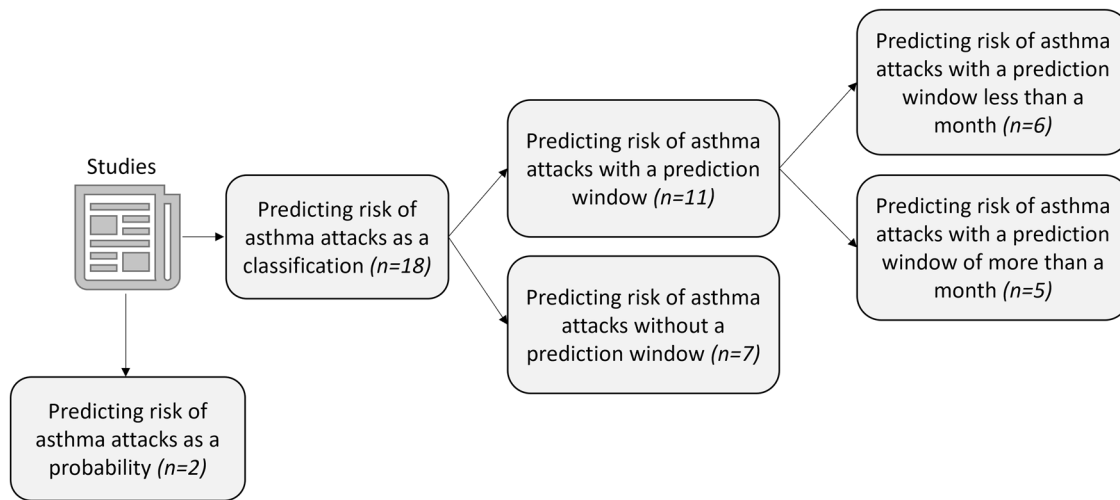 Studies
Predicting risk of
asthma attacks as a
classification (n=18)
Predicting risk of
asthma attacks as a
probability (n=2)
Predicting risk of asthma
attacks with a prediction
window (n=11)
Predicting risk of asthma
attacks without a
prediction window (n=7)
Predicting risk of asthma
attacks with a prediction
window less than a
month (n=6)
Predicting risk of asthma
attacks with a prediction
window of more than a
month (n=5)